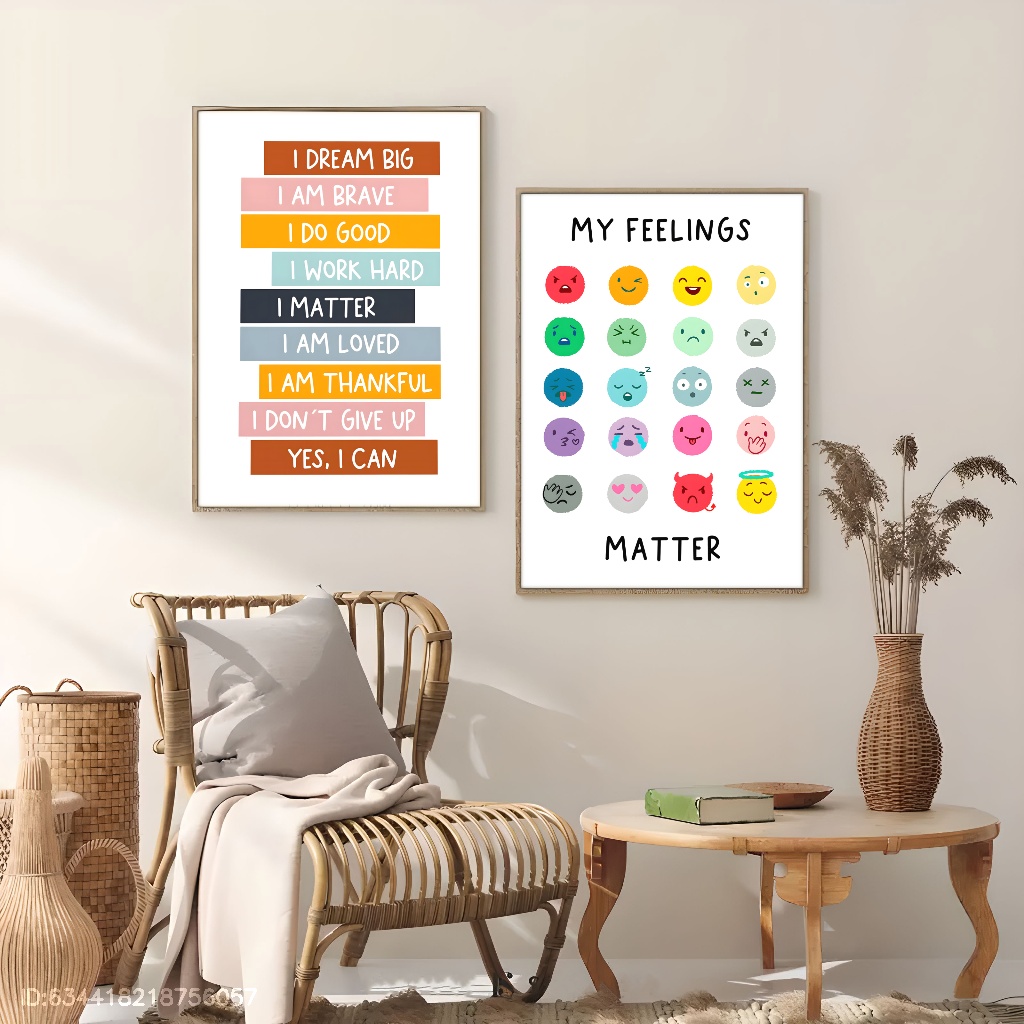 I DREAM BIG
I AM BRAVE
I DO GOOD
I WORK HARD
I MATTER
I AM LOVED
I AM THANKFUL
I DON´T GIVE UP
YES, I CAN
MY FEELINGS
zz
MATTER
ID:634418218756057